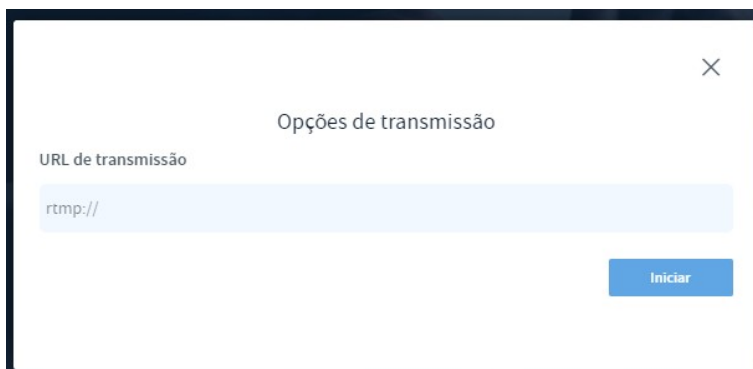 Opções de transmissão
URL de transmissão
rtmp://
Iniciar